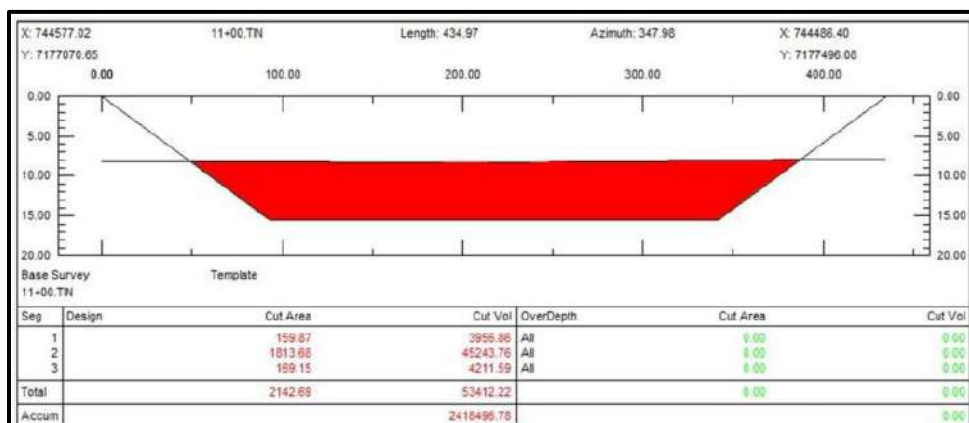 X: 744577.02 11+00.TIN Length: 434.97 Azimuth: 347.98 X: 744486.40
Y: 7177070.65 Y: 7177496.08
0.00 100.00 200.00 300.00 400.00
0.00 0.00
5.00 5.00
10.00 10.00
15.00 15.00
20.00 20.00
Base Survey Template
11+00.TIN
Seg Design Cut Area Cut Vol OverDepth Cut Area Cut Vol
1 159.87 3956.86 All 0.00 0.00
2 1813.68 45243.76 All 0.00 0.00
3 169.15 4211.59 All 0.00 0.00
Total 2142.69 53412.22 0.00 0.00
Accum 2418496.78 0.00